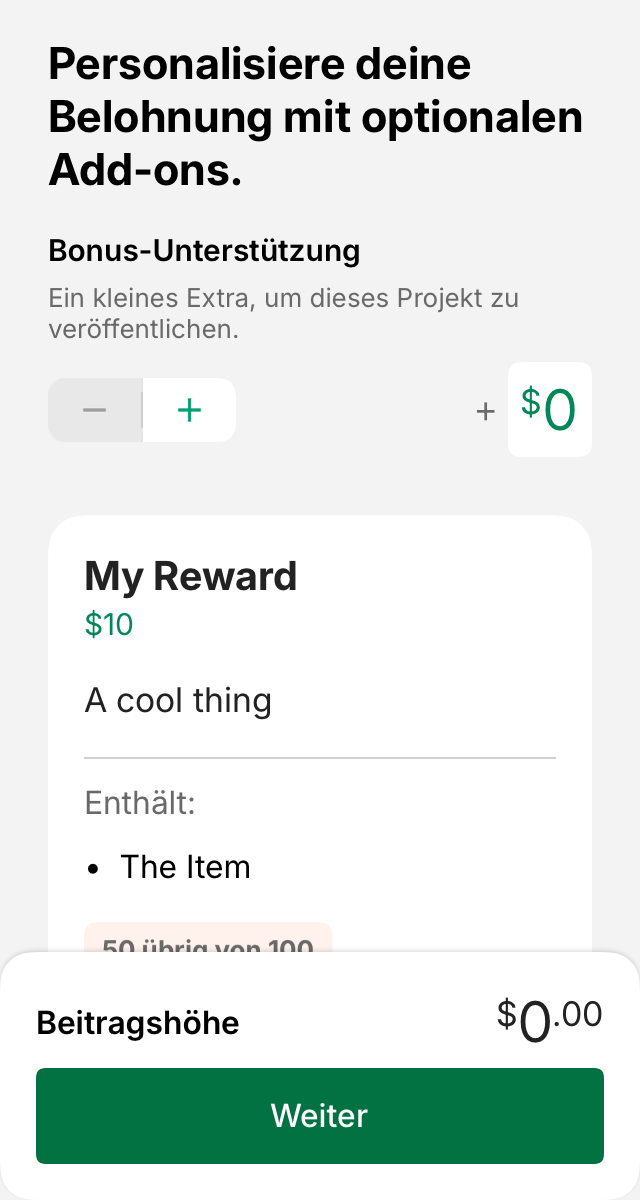 Personalisiere deine
Belohnung mit optionalen
Add-ons.
Bonus-Unterstützung
Ein kleines Extra, um dieses Projekt zu
veröffentlichen.
− +
+ $0
My Reward
$10
A cool thing
Enthält:
• The Item
50 übrig von 100
Beitragshöhe
$0.00
Weiter